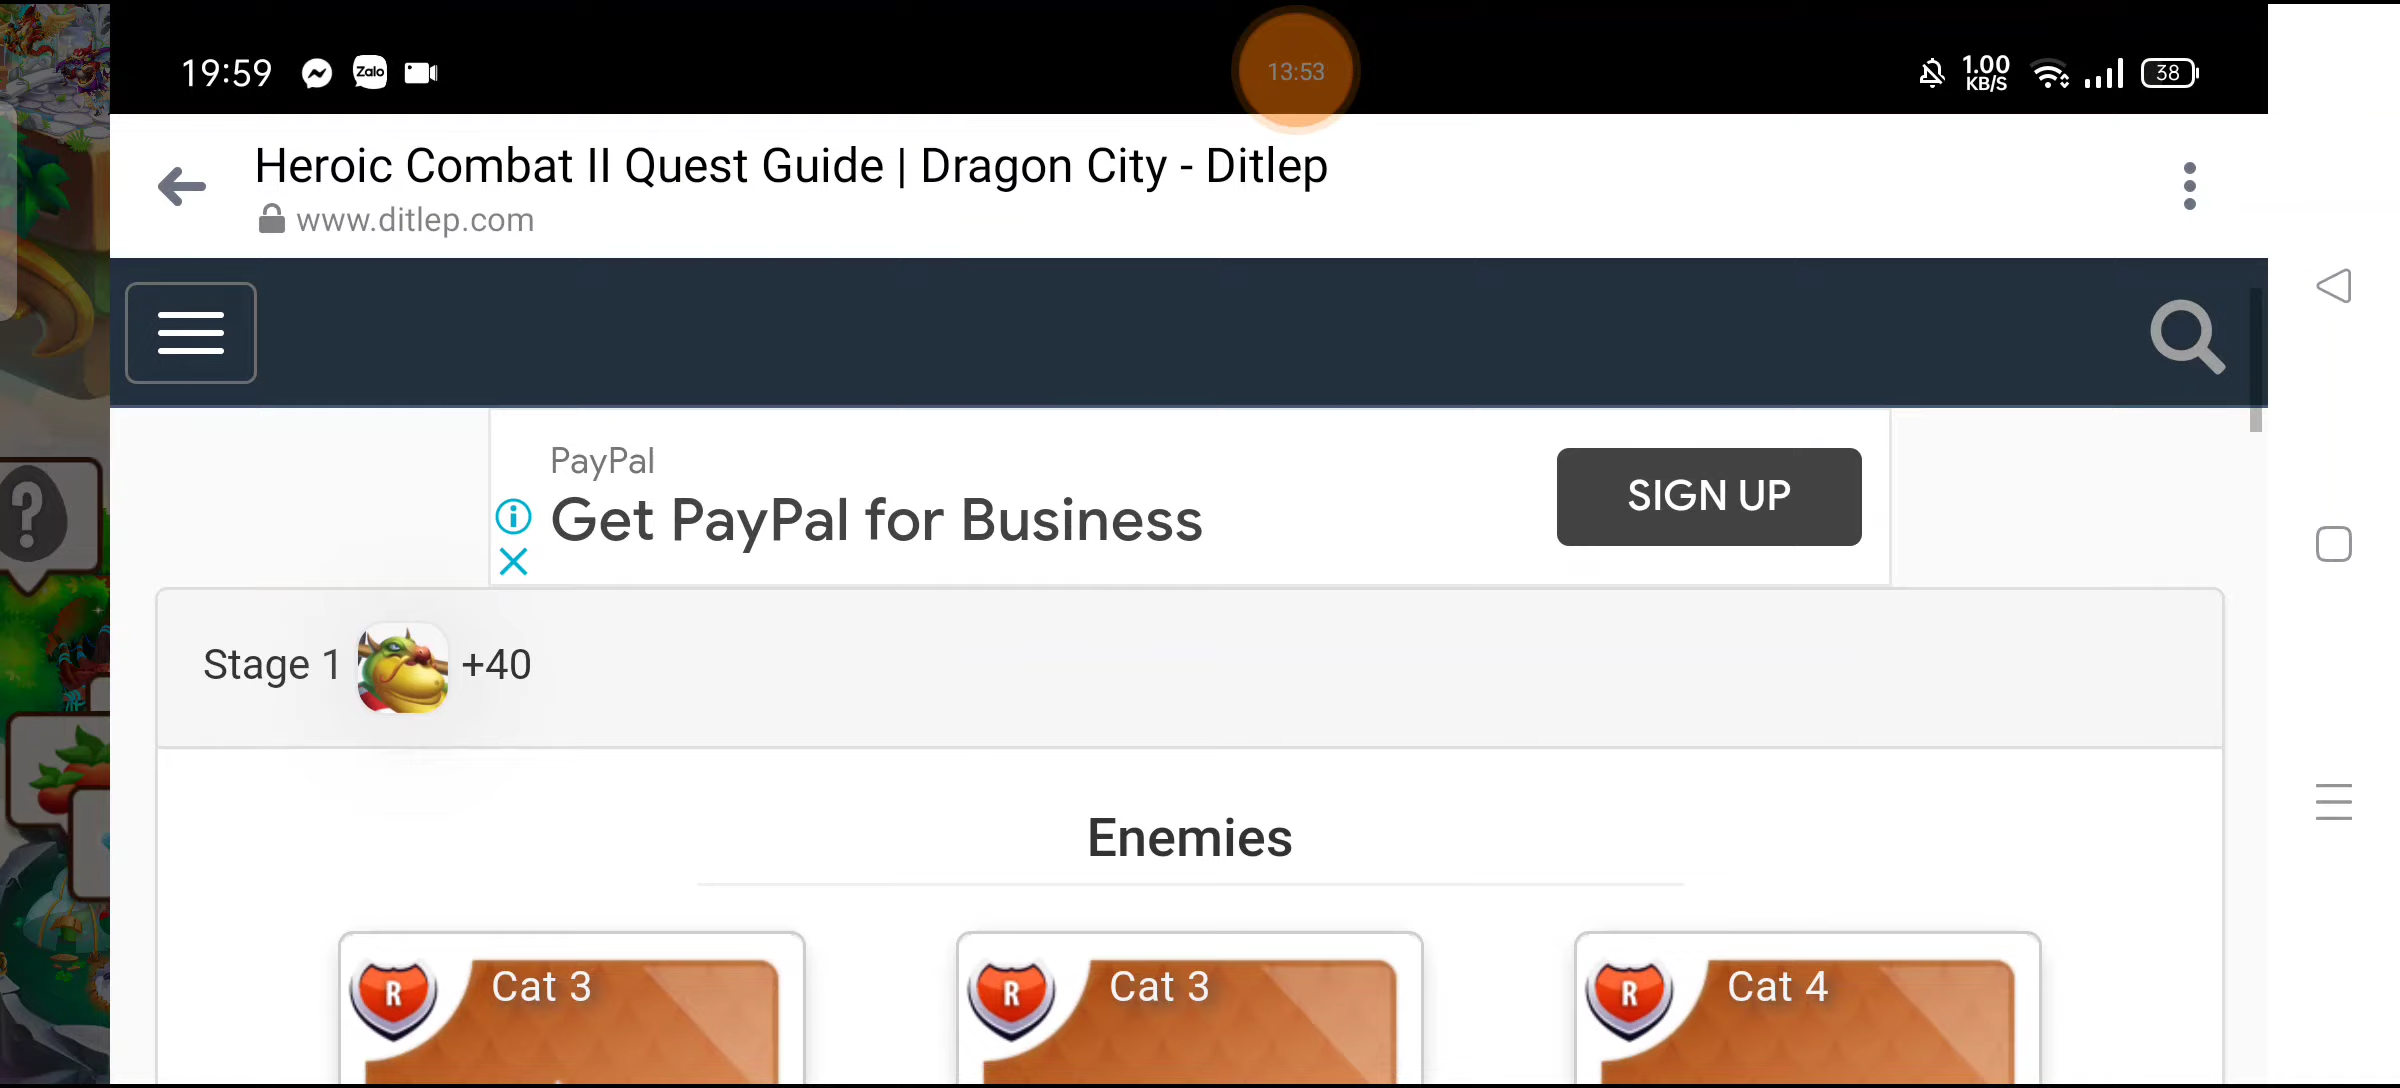 19:59
Zalo
13:53
1.00
KB/S
38
Heroic Combat II Quest Guide | Dragon City - Ditlep
www.ditlep.com
PayPal
Get PayPal for Business
SIGN UP
Stage 1 +40
Enemies
R Cat 3
R Cat 3
R Cat 4
?